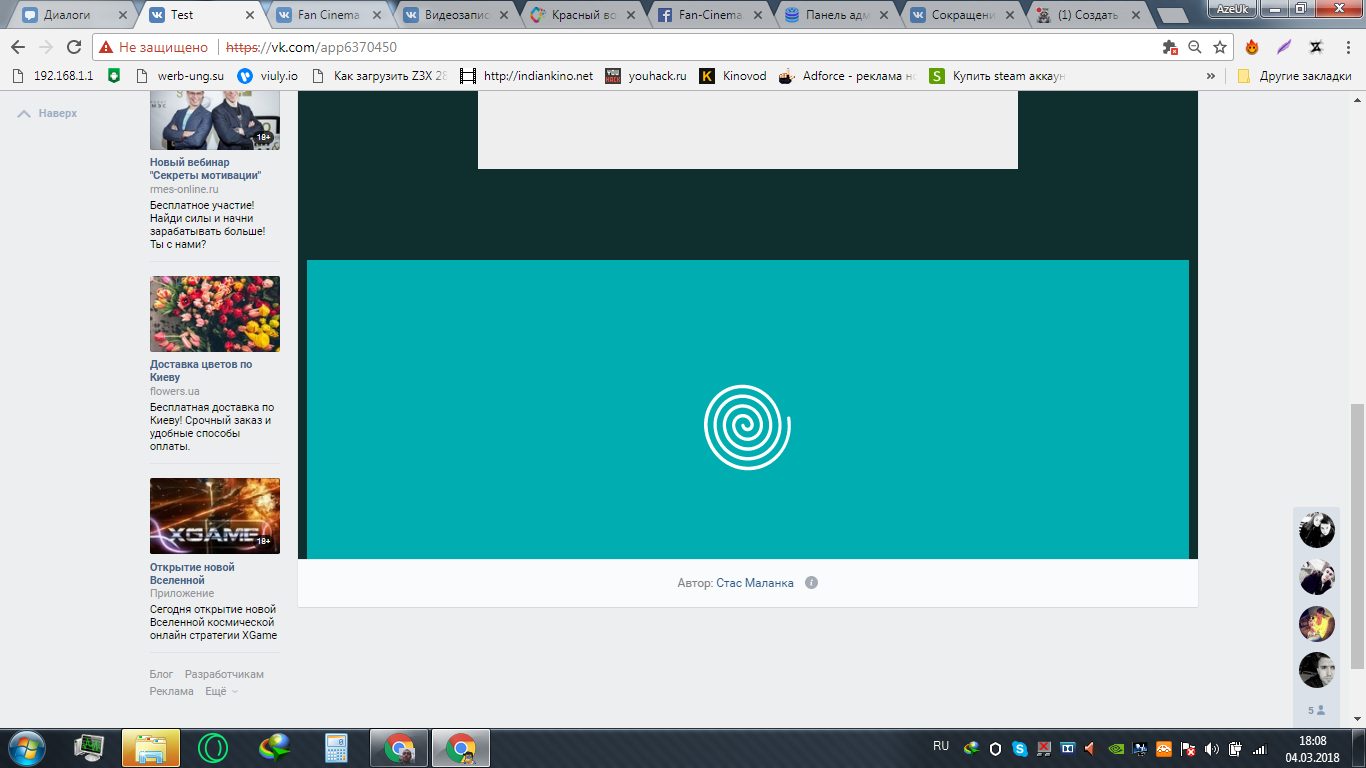 AzeUk
Диалоги
Test
Fan Cinema
Видеозапис
Красный во
Fan-Cinema
Панель адм
Сокращени
(1) Создать
Не защищено
https://vk.com/app6370450
192.168.1.1
werb-ung.su
viuly.io
Как загрузить Z3X 28
http://indiankino.net
YOU HACK
youhack.ru
K
Kinovod
Adforce - реклама но
S
Купить steam аккаун
»
Другие закладки
Наверх
18+
Новый вебинар
"Секреты мотивации"
rmes-online.ru
Бесплатное участие!
Найди силы и начни
зарабатывать больше!
Ты с нами?
Доставка цветов по
Киеву
flowers.ua
Бесплатная доставка по
Киеву! Срочный заказ и
удобные способы
оплаты.
XGAME
18+
Открытие новой
Вселенной
Приложение
Сегодня открытие новой
Вселенной космической
онлайн стратегии XGame
Блог Разработчикам
Реклама Ещё
Автор: Стас Маланка
5
RU
18:08
04.03.2018